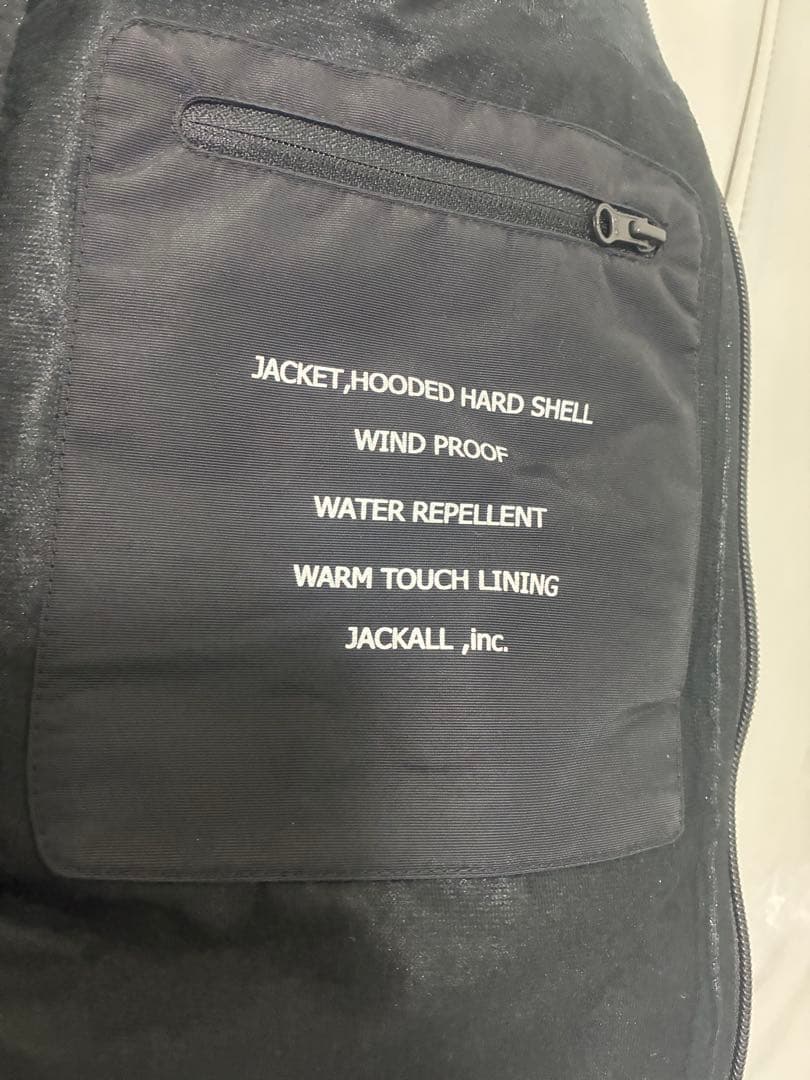 JACKET,HOODED HARD SHELL
WIND PROOF
WATER REPELLENT
WARM TOUCH LINING
JACKALL ,inc.